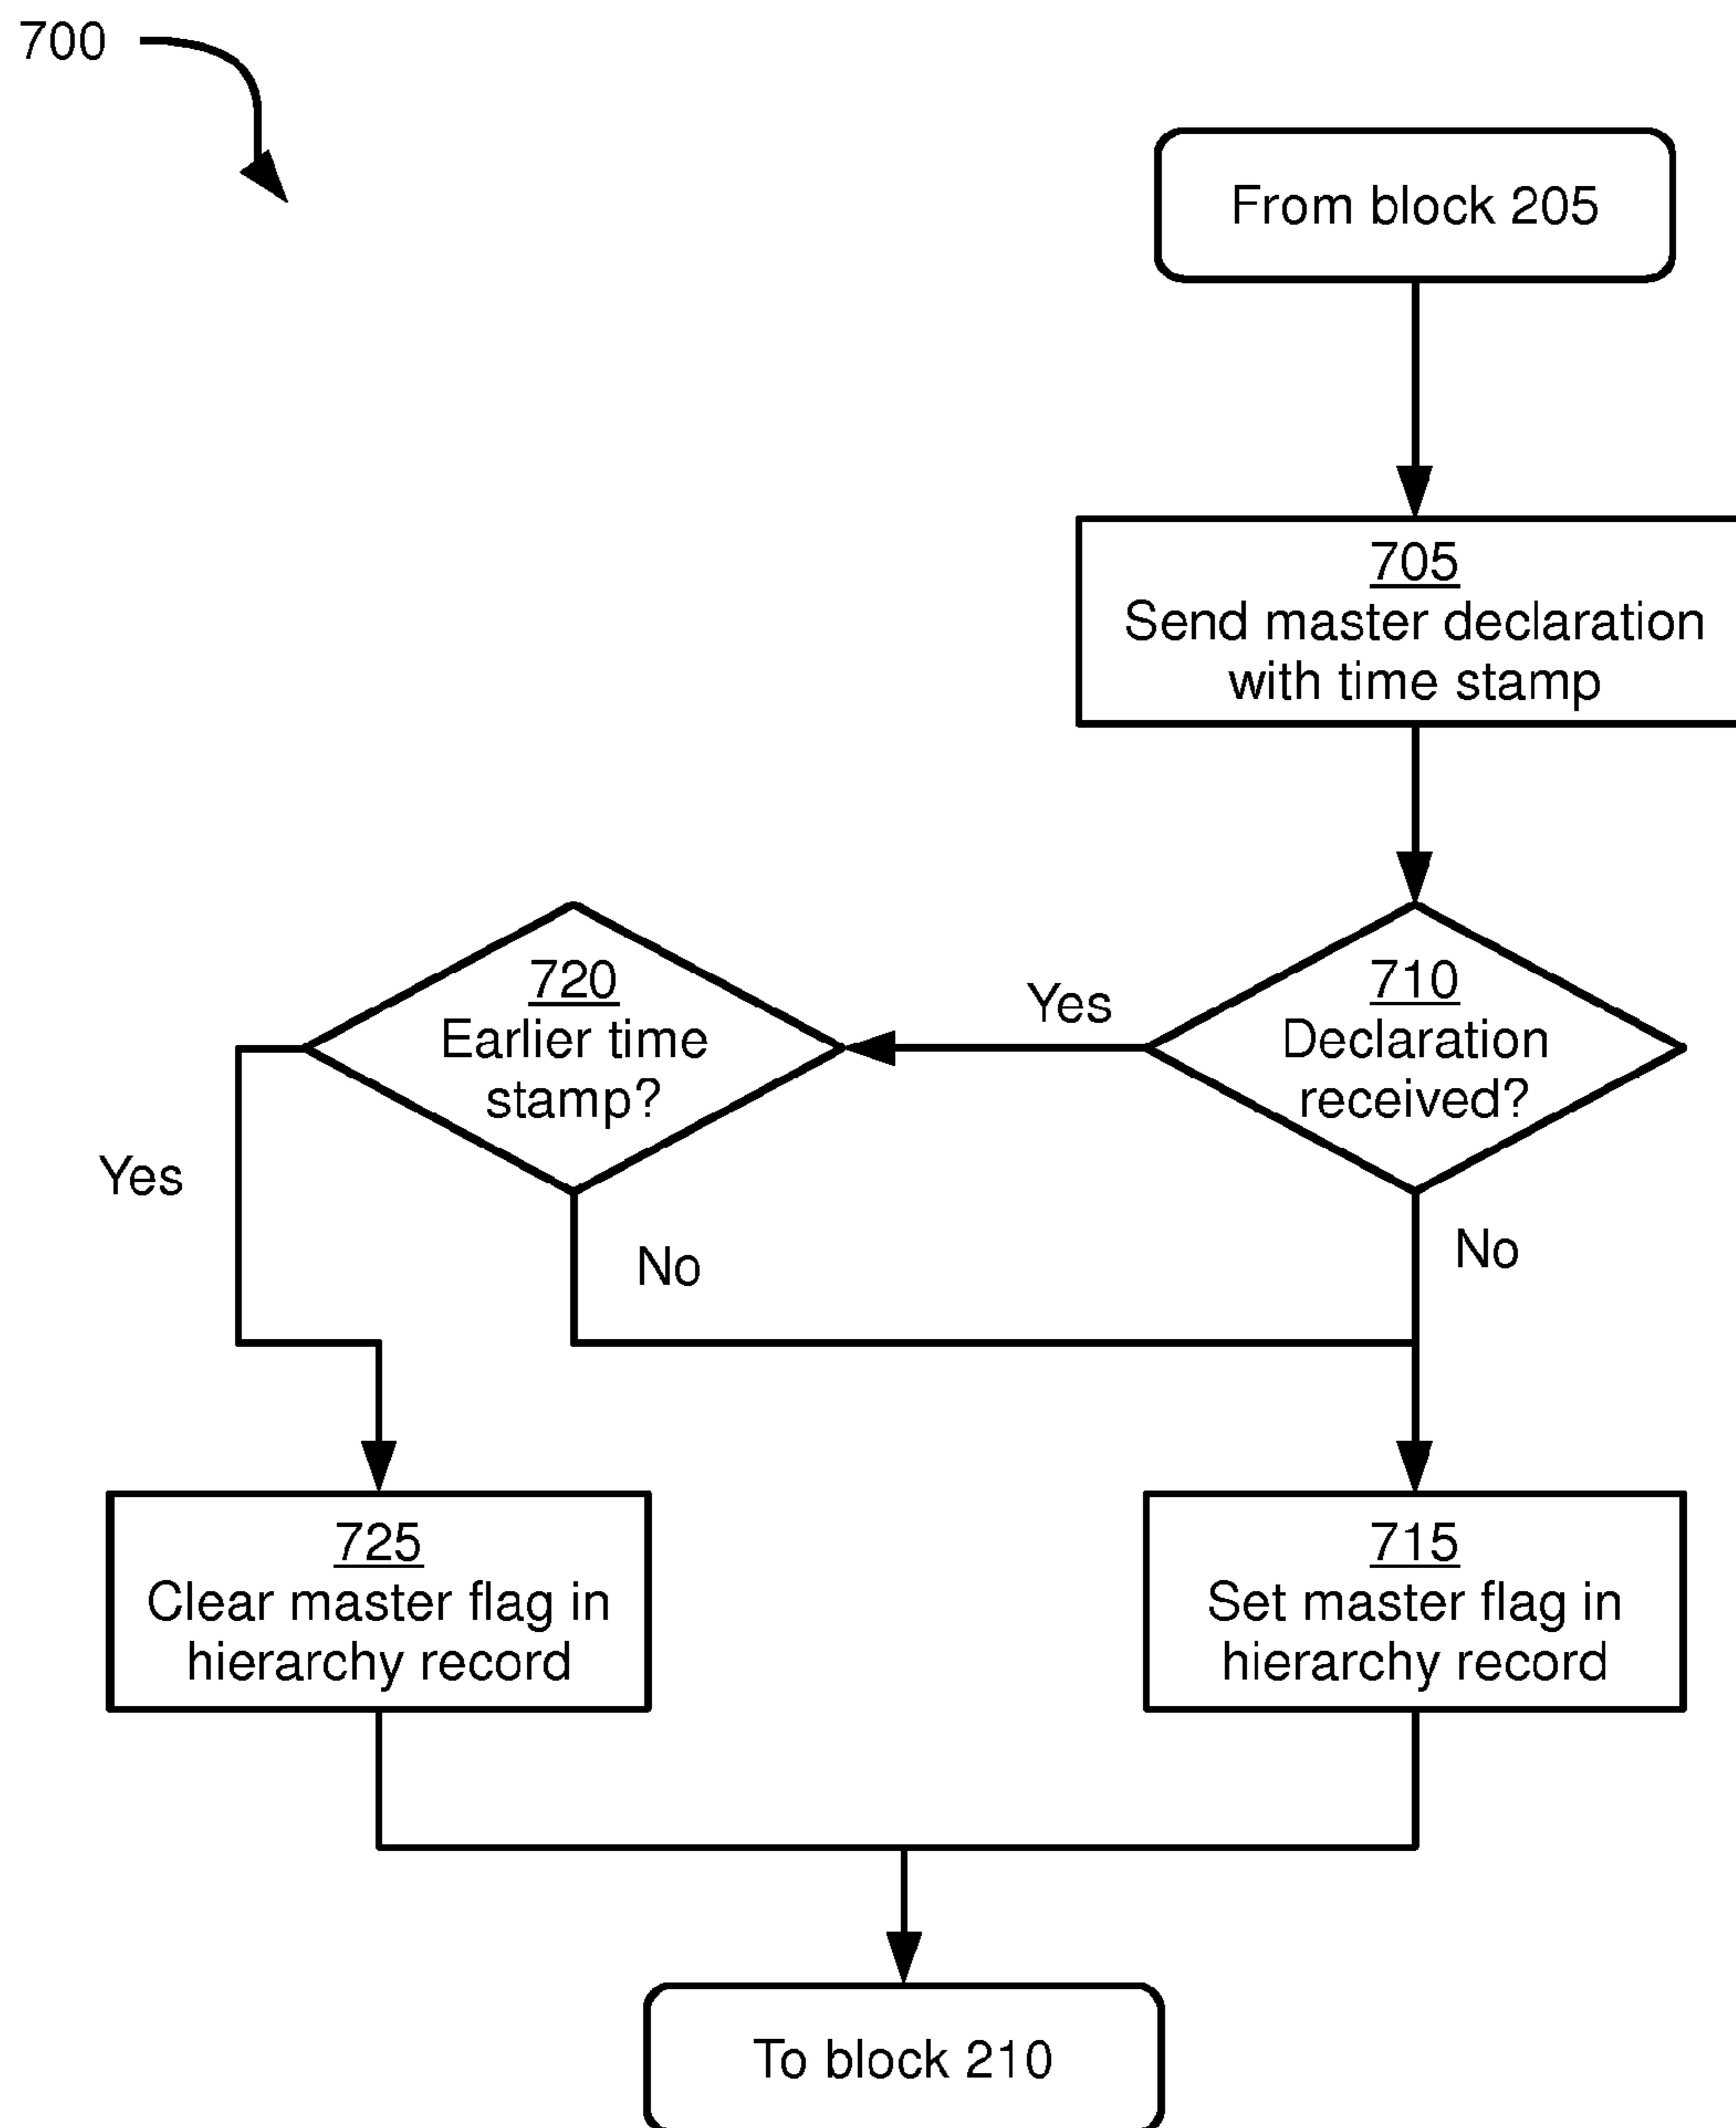 700
From block 205
705
Send master declaration
with time stamp
720
Earlier time
stamp?
Yes
710
Declaration
received?
Yes
No
No
725
Clear master flag in
hierarchy record
715
Set master flag in
hierarchy record
To block 210